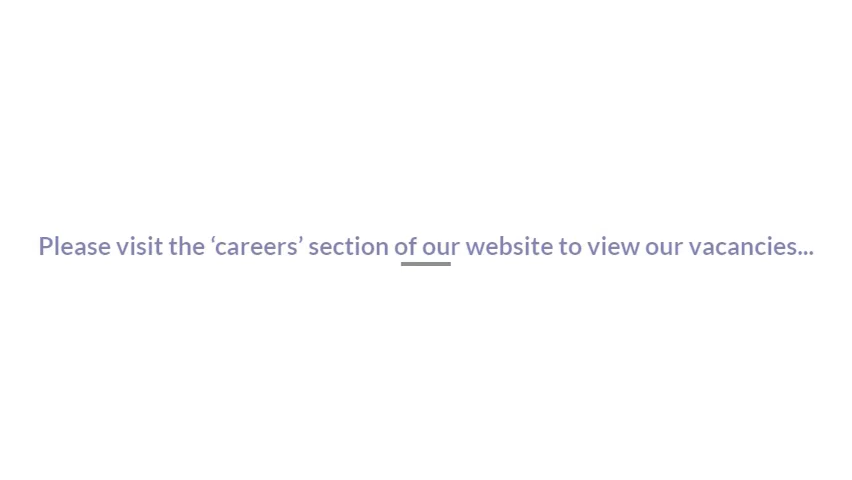 Please visit the ‘careers’ section of our website to view our vacancies...